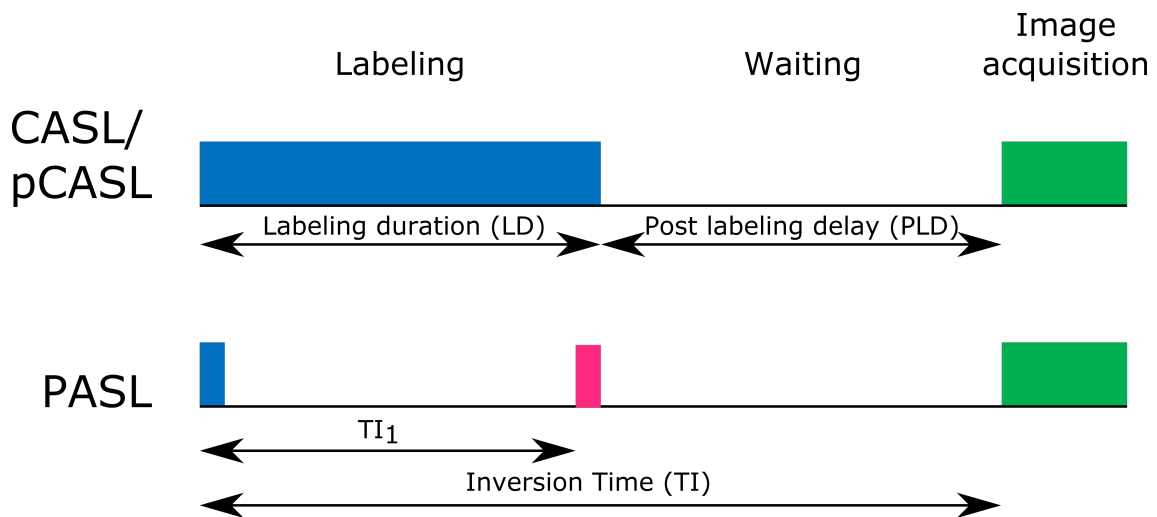 Labeling
Waiting
Image
acquisition
CASL/
pCASL
Labeling duration (LD)
Post labeling delay (PLD)
PASL
TI1
Inversion Time (TI)